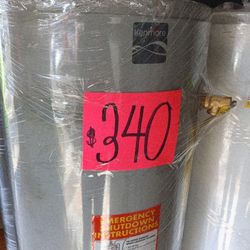 Kenmore
$340
EMERGENCY
SHUTDOWN
INSTRUCTIONS